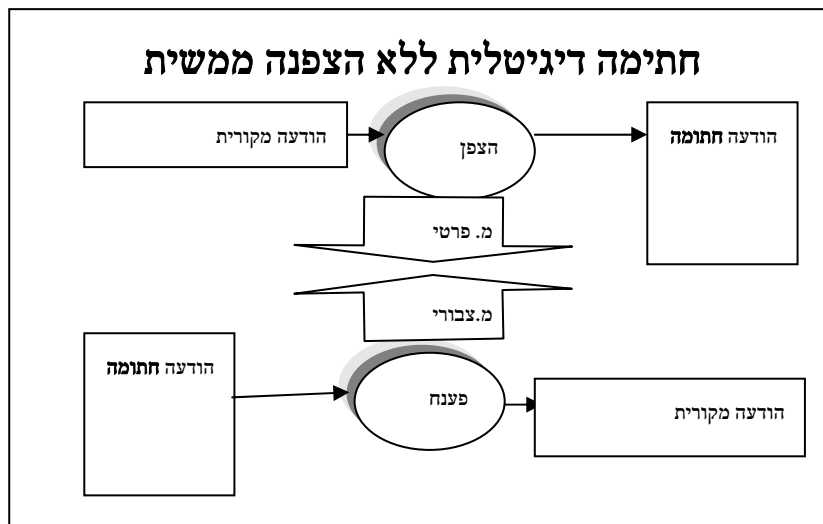 חתימה דיגיטלית ללא הצפנה ממשית
הודעה מקורית
הצפן
הודעה חתומה
מ. פרטי
מ.צבורי
הודעה חתומה
פענח
הודעה מקורית